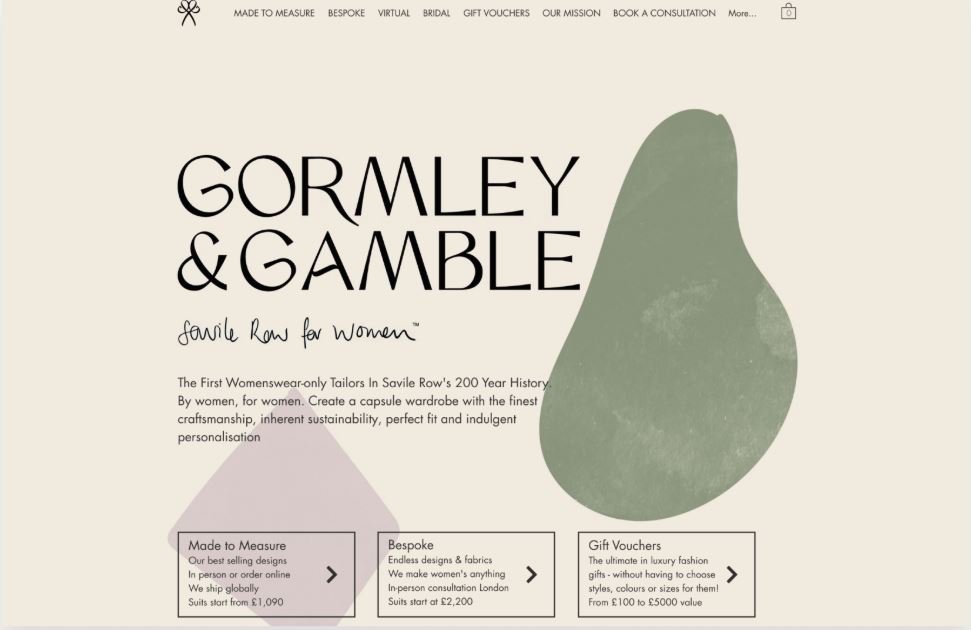 MADE TO MEASURE BESPOKE VIRTUAL BRIDAL GIFT VOUCHERS OUR MISSION BOOK A CONSULTATION More... 0
GORMLEY
&GAMBLE
Savile Row for Women™
The First Womenswear-only Tailors In Savile Row's 200 Year History.
By women, for women. Create a capsule wardrobe with the finest
craftsmanship, inherent sustainability, perfect fit and indulgent
personalisation
Made to Measure
Our best selling designs
In person or order online
We ship globally
Suits start from £1,090
Bespoke
Endless designs & fabrics
We make women's anything
In-person consultation London
Suits start at £2,200
Gift Vouchers
The ultimate in luxury fashion
gifts - without having to choose
styles, colours or sizes for them!
From £100 to £5000 value